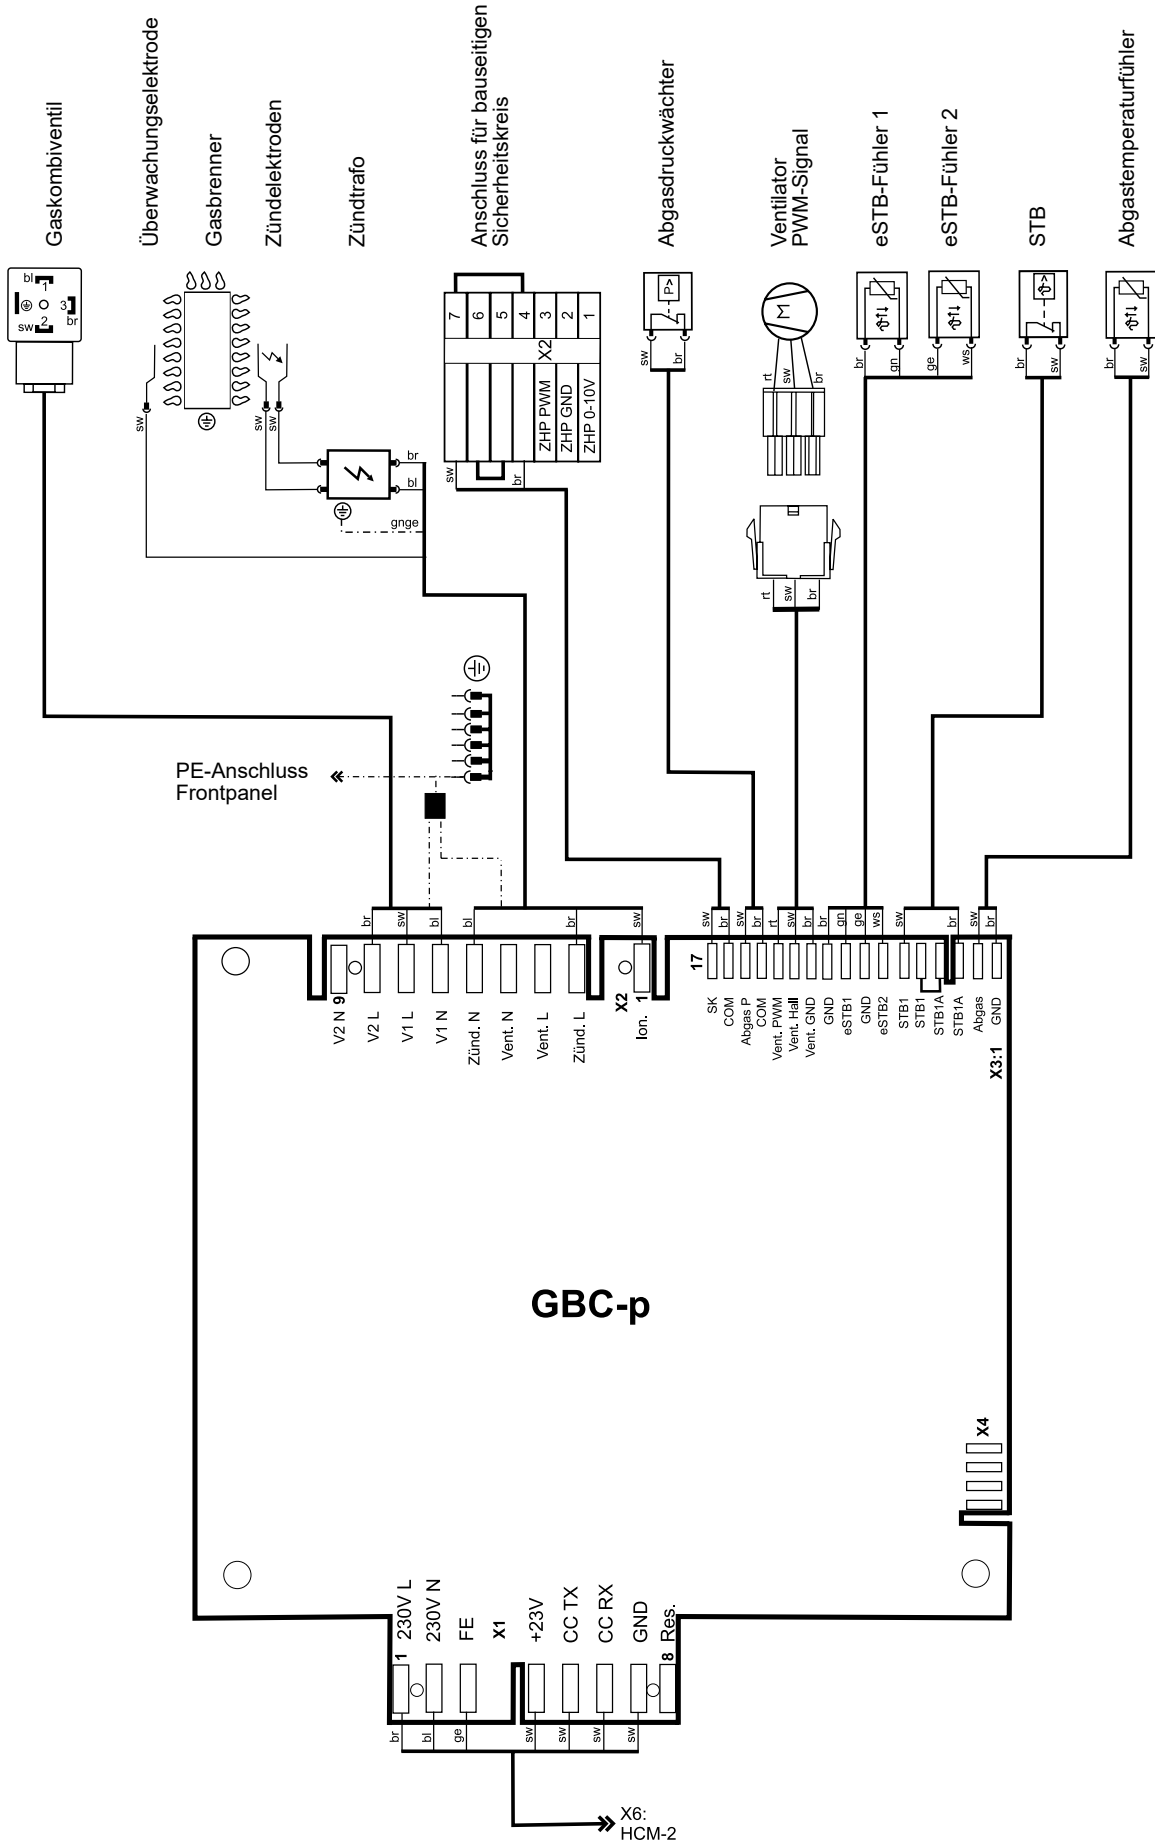 Gaskombiventil
Überwachungselektrode
Gasbrenner
Zündelektroden
Zündtrafo
Anschluss für bauseitigen
Sicherheitskreis
Abgasdruckwächter
Ventilator
PWM-Signal
eSTB-Fühler 1
eSTB-Fühler 2
STB
Abgastemperaturfühler
bl
1
3
2
sw
br
sw
sw
sw
br
bl
gnge
7
6
5
4
3
2
1
X2
ZHP PWM
ZHP GND
ZHP 0-10V
sw
br
P>
sw
br
M
rt
sw
br
rt
sw
br
br
gn
ge
ws
br
sw
br
sw
PE-Anschluss
Frontpanel
br
sw
bl
bl
br
sw
sw
br
sw
br
rt
sw
br
br
gn
ge
ws
sw
br
sw
br
V2 N 9
V2 L
V1 L
V1 N
Zünd. N
Vent. N
Vent. L
Zünd. L
X2
Ion. 1
17
SK
COM
Abgas P
COM
Vent. PWM
Vent. Hall
Vent. GND
GND
eSTB1
GND
eSTB2
STB1
STB1
STB1A
STB1A
Abgas
GND
X3:1
GBC-p
X4
1 230V L
230V N
FE
X1
+23V
CC TX
CC RX
GND
8 Res.
br
bl
ge
sw
sw
sw
sw
X6:
HCM-2